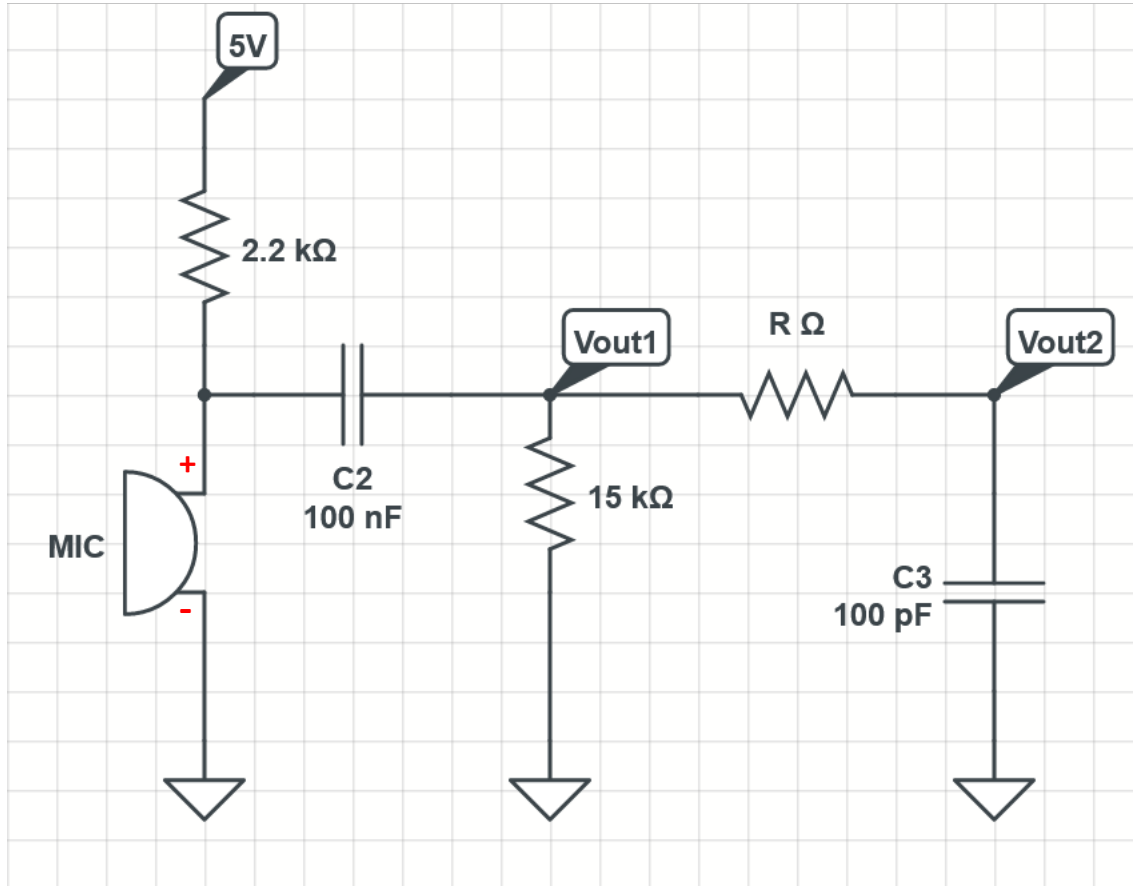 5V
2.2 kΩ
Vout1
R Ω
Vout2
+
C2
100 nF
15 kΩ
MIC
-
C3
100 pF